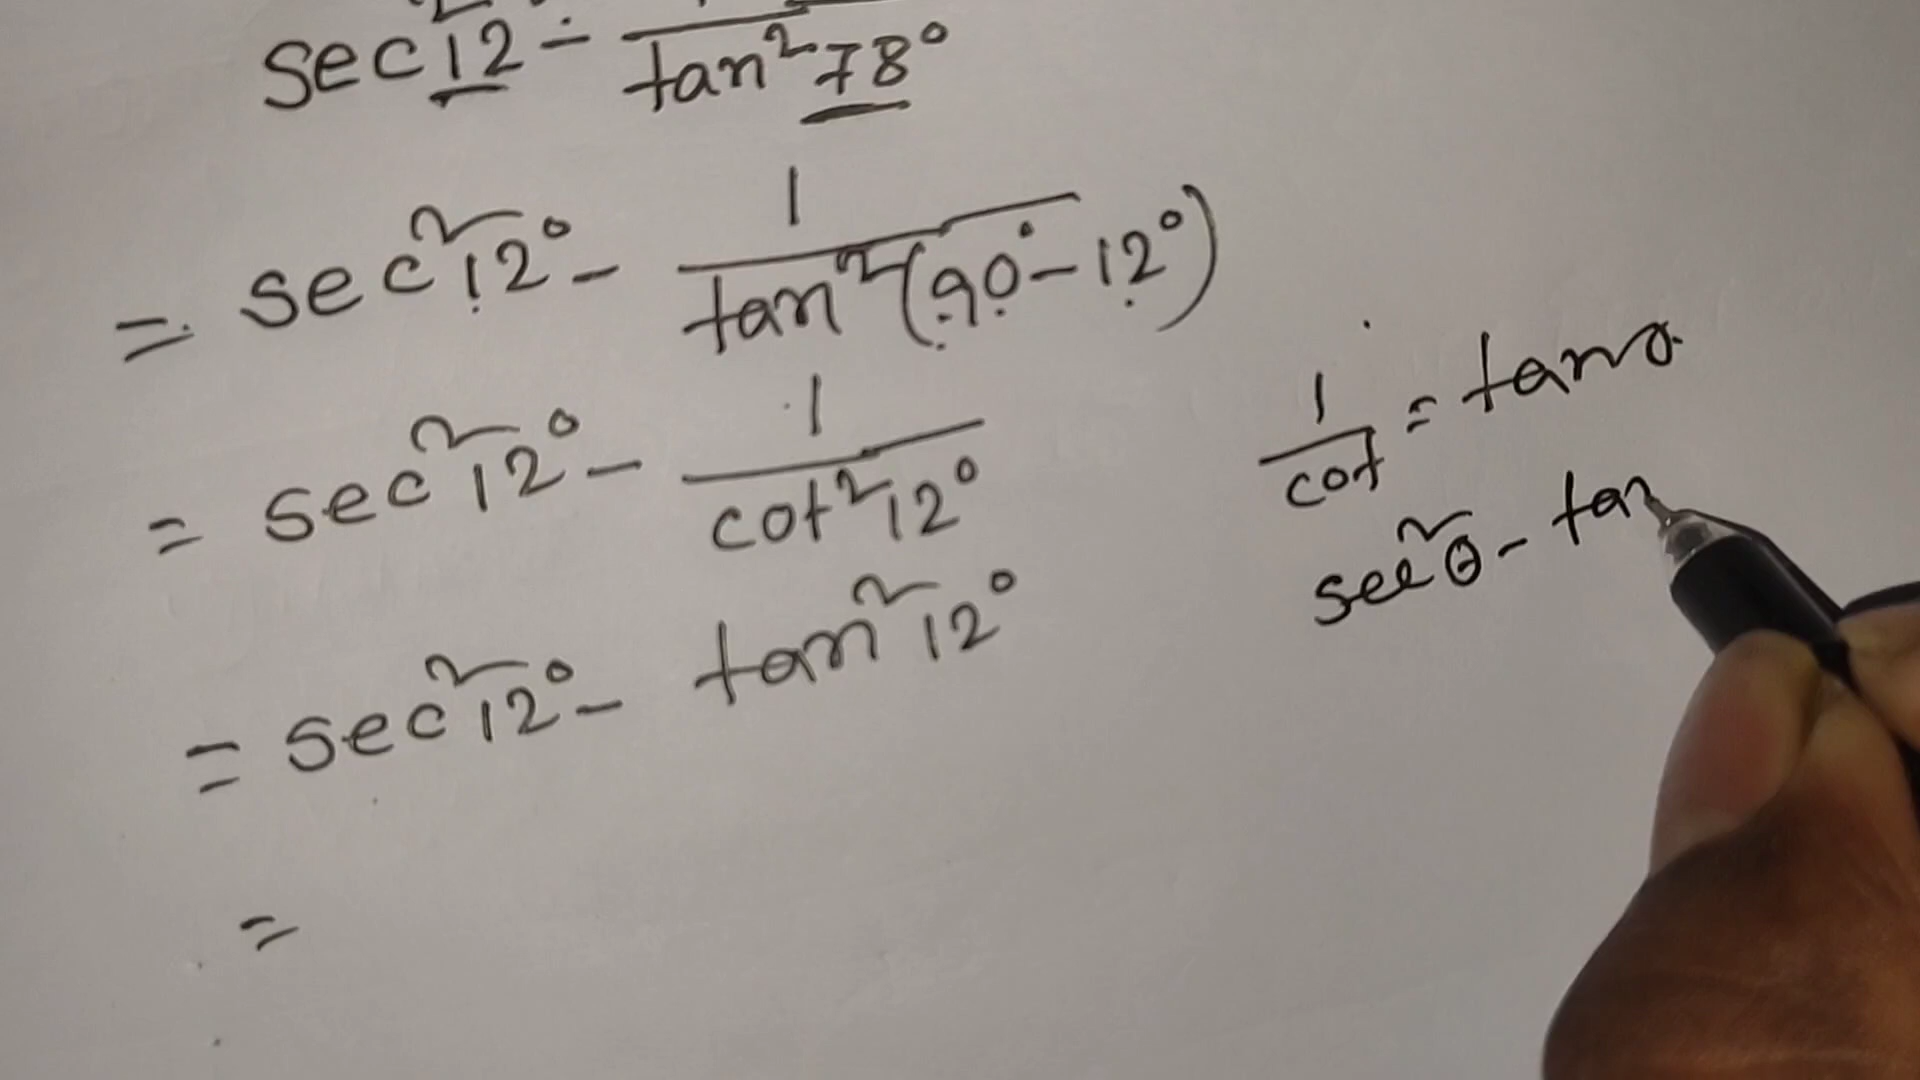 sec²12° - 1/tan²78°
= sec²12° - 1/tan²(90° - 12°)
= sec²12° - 1/cot²12°
= sec²12° - tan²12°
=
1/cot = tanθ
sec²θ - tan